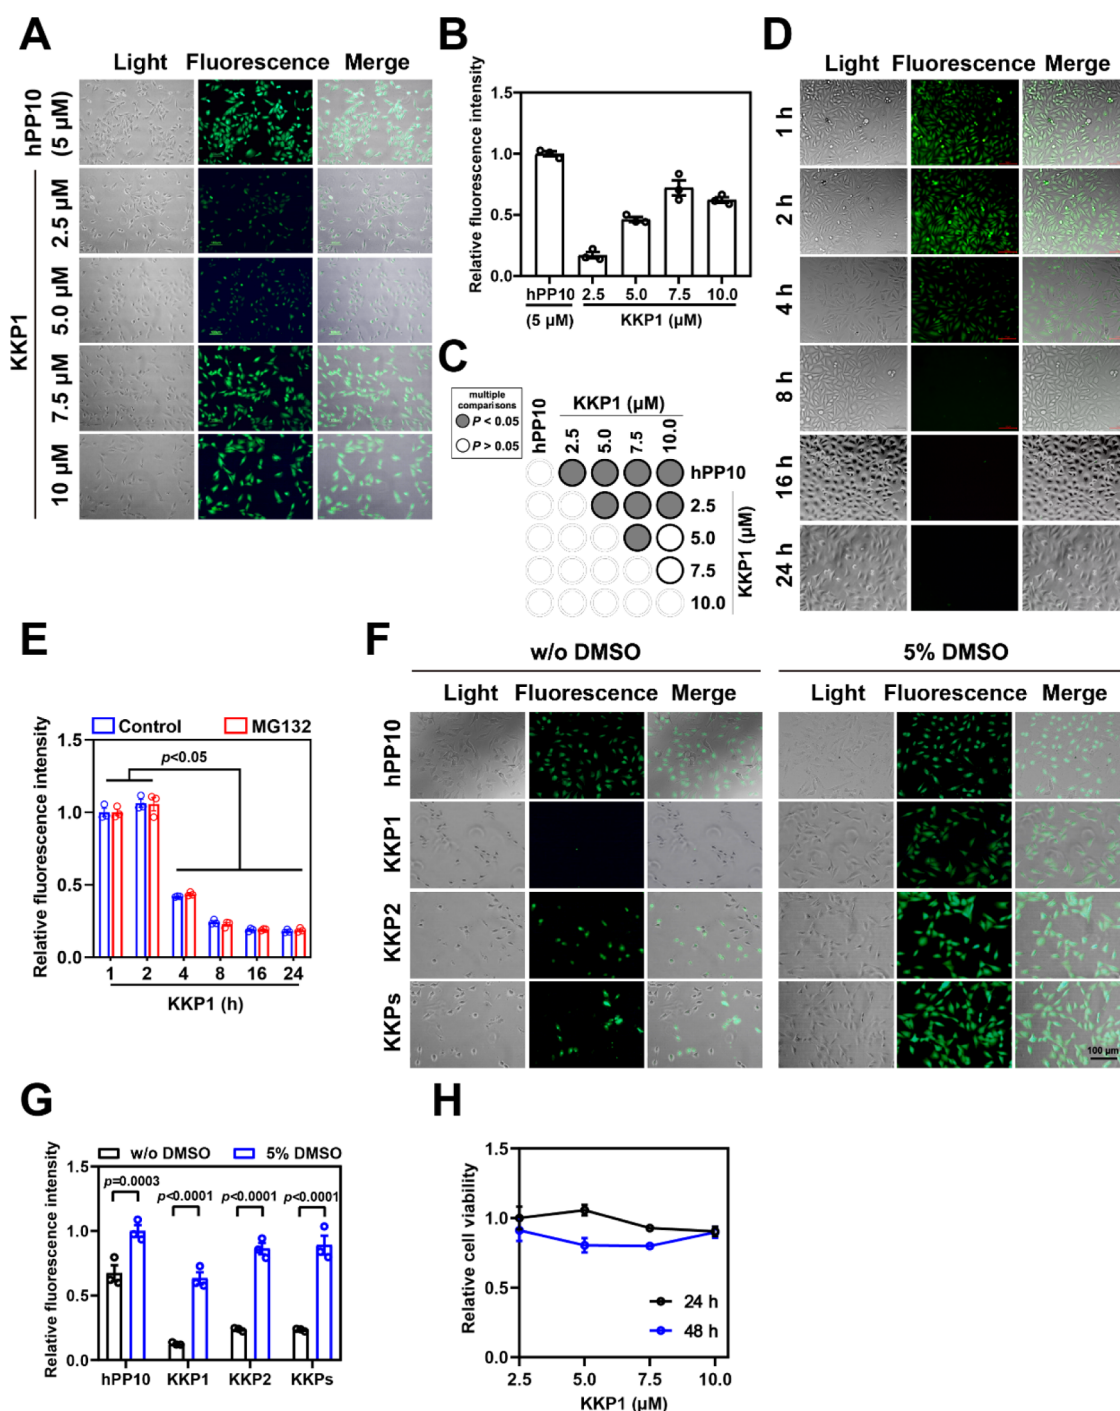 A
Light Fluorescence Merge
hPP10
(5 μM)
KKP1
2.5 μM
5.0 μM
7.5 μM
10 μM
B
Relative fluorescence intensity
1.5
1.0
0.5
0.0
hPP10 2.5 5.0 7.5 10.0
(5 μM) KKP1 (μM)
C
multiple
comparisons
P < 0.05
P > 0.05
KKP1 (μM)
hPP10 2.5 5.0 7.5 10.0
hPP10
2.5
5.0
7.5
10.0
KKP1 (μM)
D
Light Fluorescence Merge
1 h
2 h
4 h
8 h
16 h
24 h
E
Control MG132
Relative fluorescence intensity
1.5
1.0
0.5
0.0
p<0.05
1 2 4 8 16 24
KKP1 (h)
F
w/o DMSO 5% DMSO
Light Fluorescence Merge Light Fluorescence Merge
hPP10
KKP1
KKP2
KKPs
100 μm
G
w/o DMSO 5% DMSO
Relative fluorescence intensity
1.5
1.0
0.5
0.0
p=0.0003
p<0.0001 p<0.0001 p<0.0001
hPP10 KKP1 KKP2 KKPs
H
Relative cell viability
1.5
1.0
0.5
0.0
24 h
48 h
2.5 5.0 7.5 10.0
KKP1 (μM)